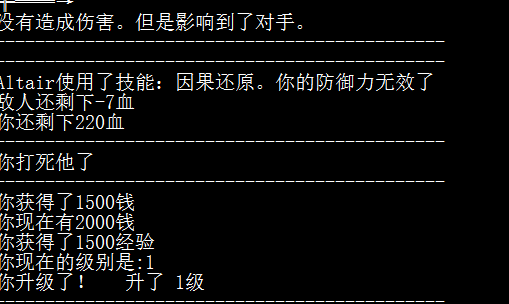 没有造成伤害。但是影响到了对手。
--------------------------------------------
--------------------------------------------
Altair使用了技能：因果还原。你的防御力无效了
敌人还剩下-7血
你还剩下220血
--------------------------------------------
你打死他了
--------------------------------------------
你获得了1500钱
你现在有2000钱
你获得了1500经验
你现在的级别是:1
你升级了！   升了 1级
--------------------------------------------